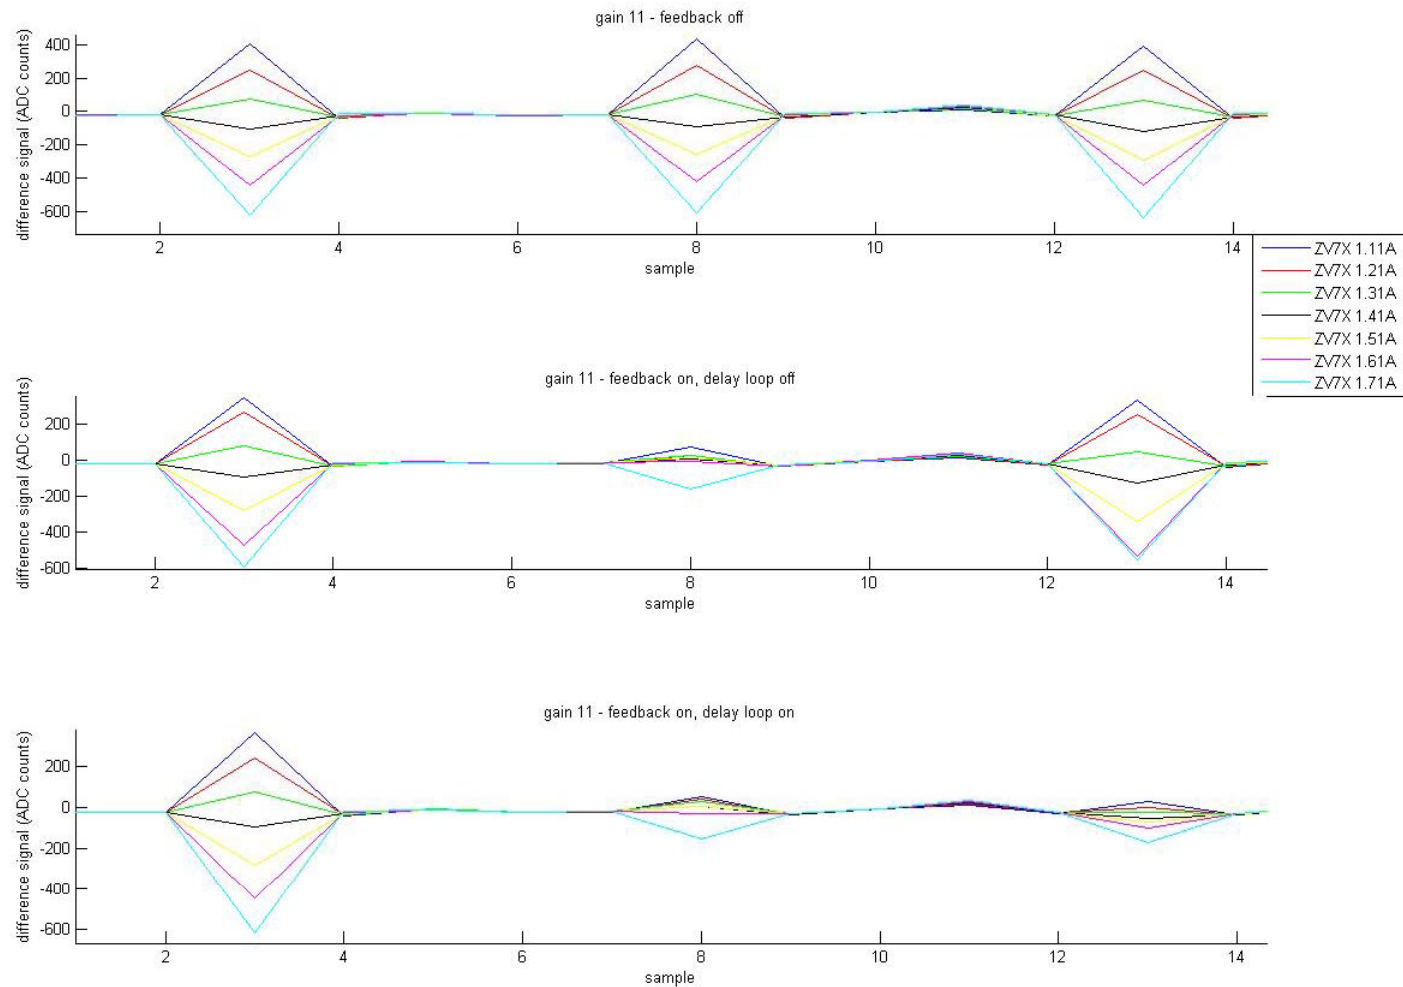 gain 11 - feedback off
difference signal (ADC counts)
400
200
0
-200
-400
-600
2 4 6 8 10 12 14
sample
ZV7X 1.11A
ZV7X 1.21A
ZV7X 1.31A
ZV7X 1.41A
ZV7X 1.51A
ZV7X 1.61A
ZV7X 1.71A
gain 11 - feedback on, delay loop off
difference signal (ADC counts)
200
0
-200
-400
-600
2 4 6 8 10 12 14
sample
gain 11 - feedback on, delay loop on
difference signal (ADC counts)
200
0
-200
-400
-600
2 4 6 8 10 12 14
sample